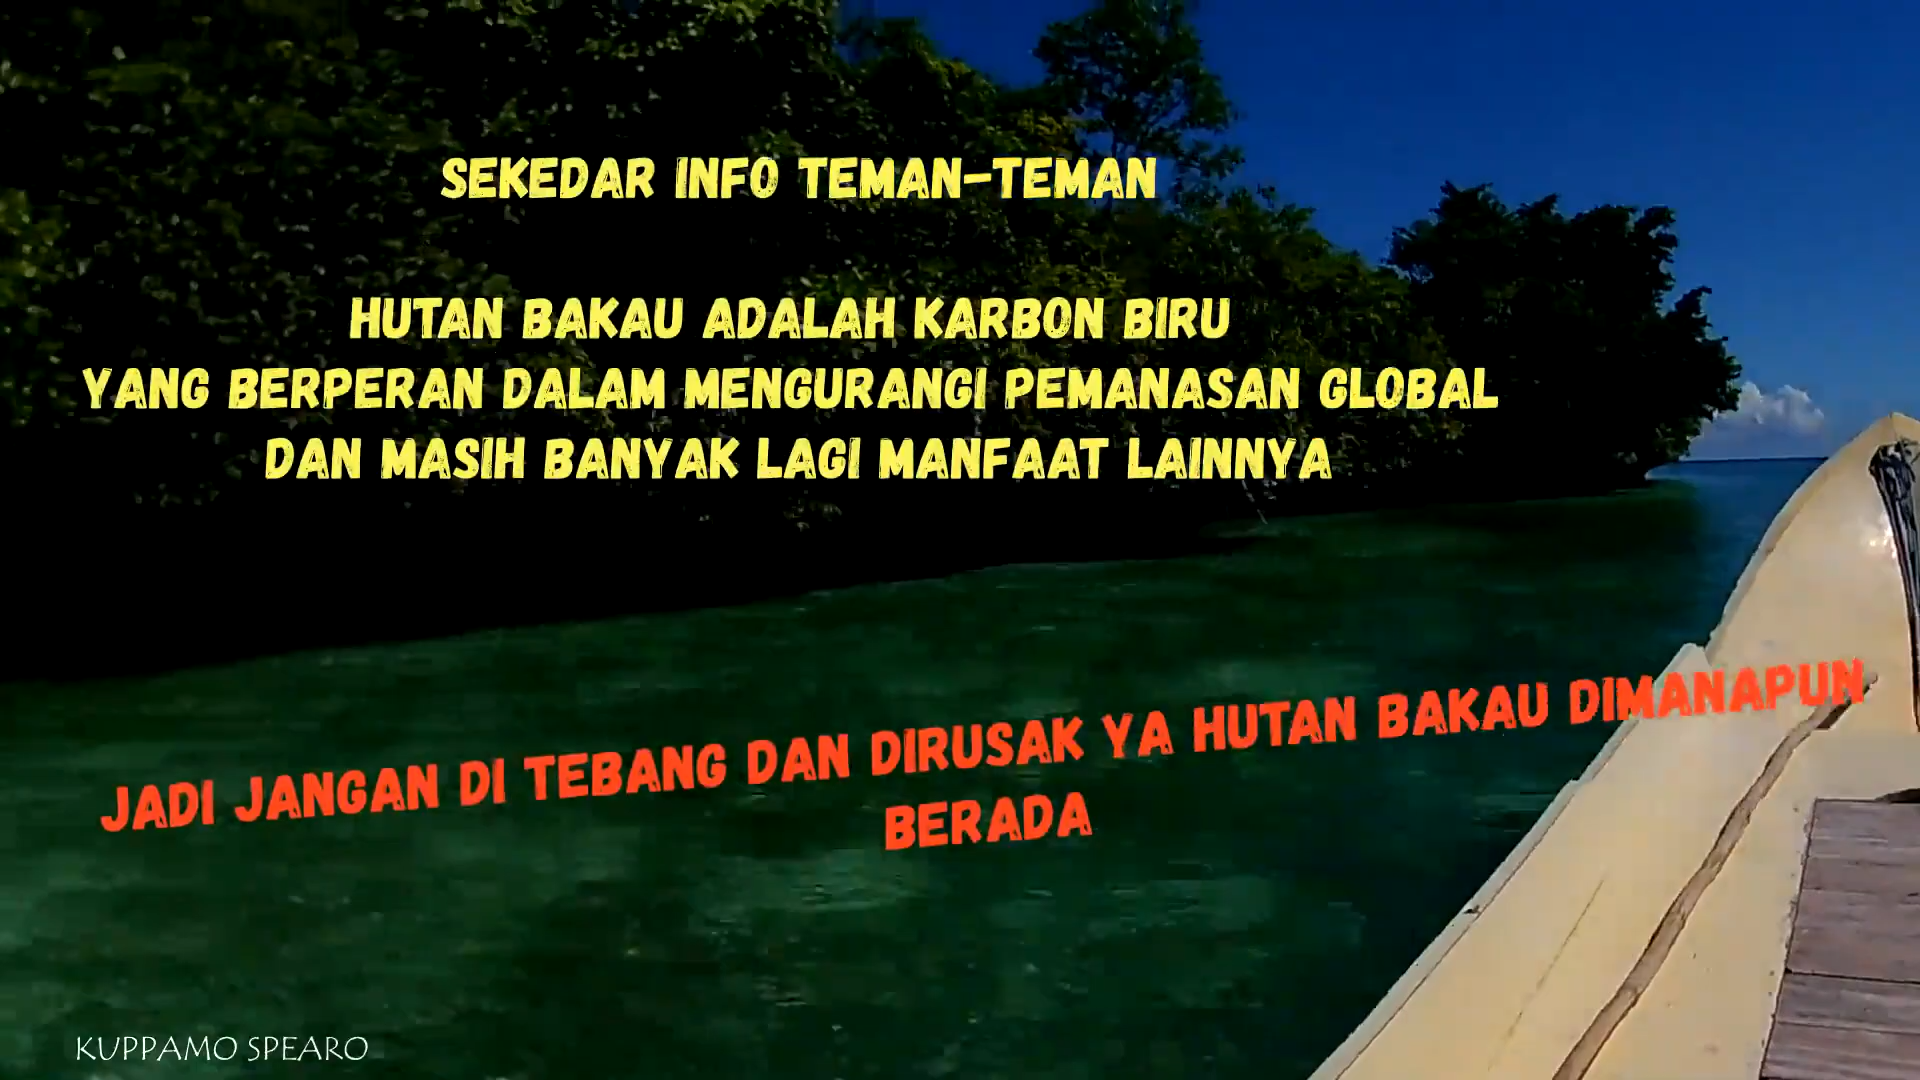 SEKEDAR INFO TEMAN-TEMAN
HUTAN BAKAU ADALAH KARBON BIRU
YANG BERPERAN DALAM MENGURANGI PEMANASAN GLOBAL
DAN MASIH BANYAK LAGI MANFAAT LAINNYA
JADI JANGAN DI TEBANG DAN DIRUSAK YA HUTAN BAKAU DIMANAPUN
BERADA
KUPPAMO SPEARO